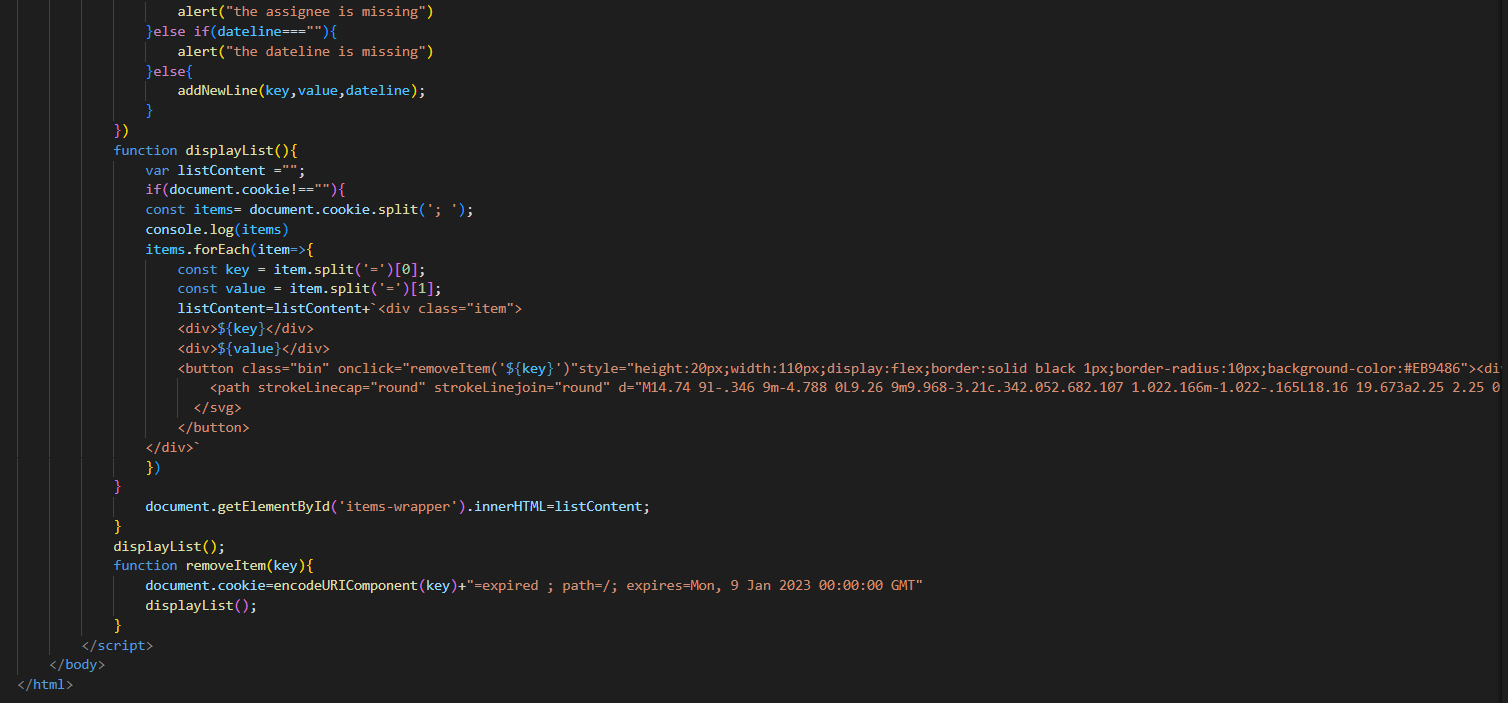 alert("the assignee is missing")
}else if(dateline===""){
alert("the dateline is missing")
}else{
addNewLine(key,value,dateline);
}
})
function displayList(){
var listContent ="";
if(document.cookie!==""){
const items= document.cookie.split('; ');
console.log(items)
items.forEach(item=>{
const key = item.split('=')[0];
const value = item.split('=')[1];
listContent=listContent+`<div class="item">
<div>${key}</div>
<div>${value}</div>
<button class="bin" onclick="removeItem('${key}')"style="height:20px;width:110px;display:flex;border:solid black 1px;border-radius:10px;background-color:#EB9486"><di
<path strokeLinecap="round" strokeLinejoin="round" d="M14.74 9l-.346 9m-4.788 0L9.26 9m9.968-3.21c.342.052.682.107 1.022.166m-1.022-.165L18.16 19.673a2.25 2.25 0
</svg>
</button>
</div>`
})
}
document.getElementById('items-wrapper').innerHTML=listContent;
}
displayList();
function removeItem(key){
document.cookie=encodeURIComponent(key)+"=expired ; path=/; expires=Mon, 9 Jan 2023 00:00:00 GMT"
displayList();
}
</script>
</body>
</html>